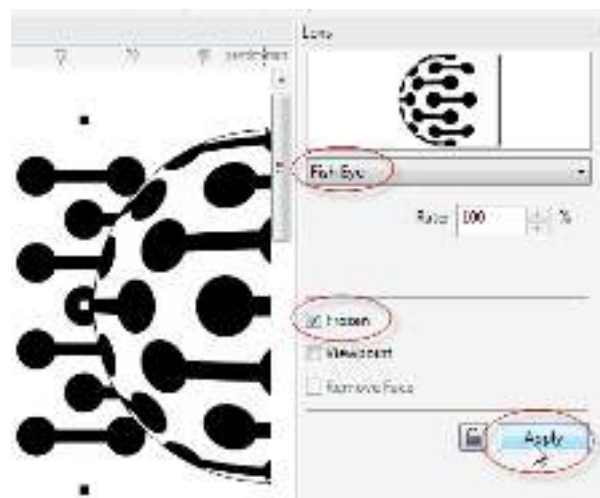 Lens
Fish Eye
Rate: 100 %
Frozen
Viewpoint
Remove Face
Apply